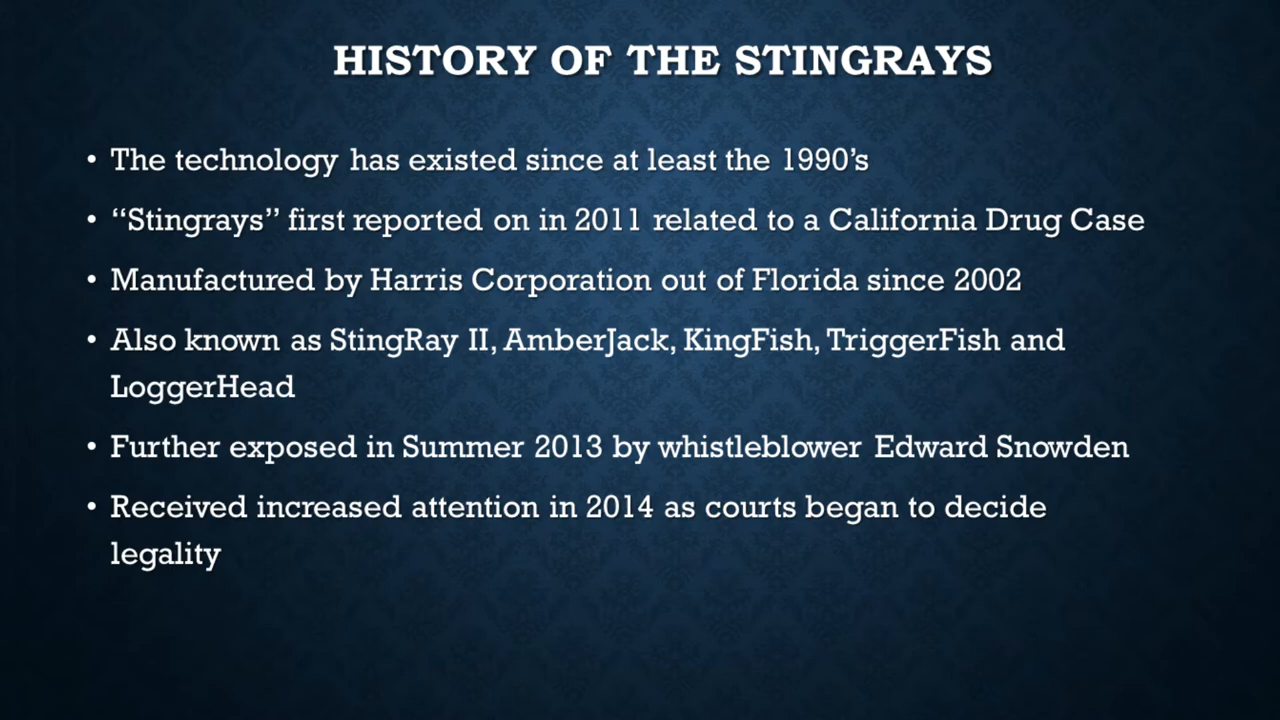 HISTORY OF THE STINGRAYS
• The technology has existed since at least the 1990’s
• “Stingrays” first reported on in 2011 related to a California Drug Case
• Manufactured by Harris Corporation out of Florida since 2002
• Also known as StingRay II, AmberJack, KingFish, TriggerFish and
LoggerHead
• Further exposed in Summer 2013 by whistleblower Edward Snowden
• Received increased attention in 2014 as courts began to decide
legality